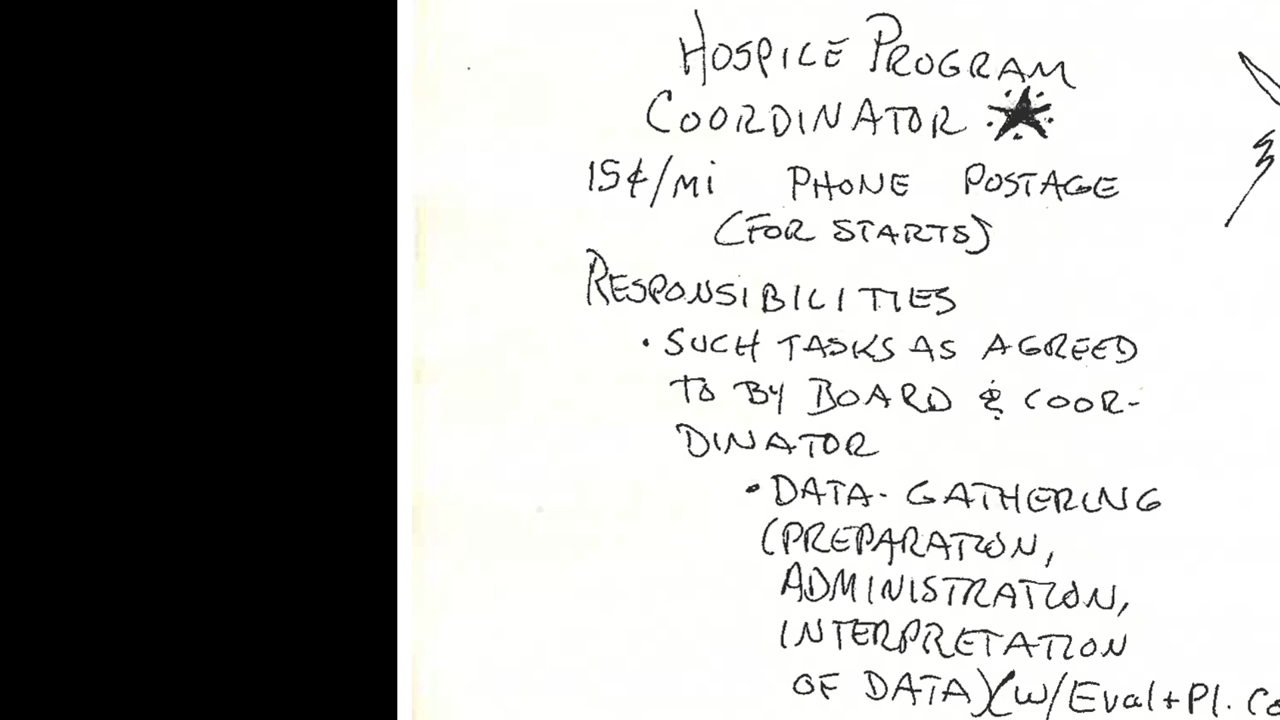 HOSPICE PROGRAM
COORDINATOR ★
15¢/mi PHONE POSTAGE
(FOR STARTS)
RESPONSIBILITIES
• SUCH TASKS AS AGREED
TO BY BOARD & COOR-
DINATOR
• DATA-GATHERING
(PREPARATION,
ADMINISTRATION,
INTERPRETATION
OF DATA)(w/Eval+Pl. Co